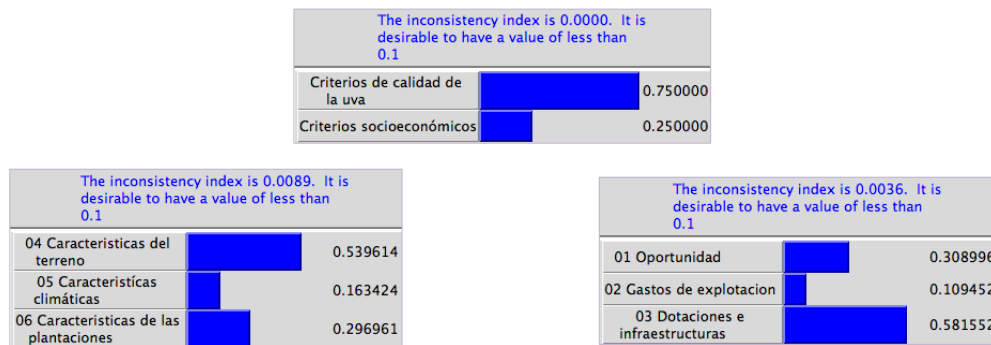 The inconsistency index is 0.0000.  It is
desirable to have a value of less than
0.1
Criterios de calidad de
la uva
0.750000
Criterios socioeconómicos
0.250000
The inconsistency index is 0.0089.  It is
desirable to have a value of less than
0.1
04 Caracteristicas del
terreno
0.539614
05 Caracteristícas
climáticas
0.163424
06 Caracteristicas de las
plantaciones
0.296961
The inconsistency index is 0.0036.  It is
desirable to have a value of less than
0.1
01 Oportunidad
0.308996
02 Gastos de explotacion
0.109452
03 Dotaciones e
infraestructuras
0.581552